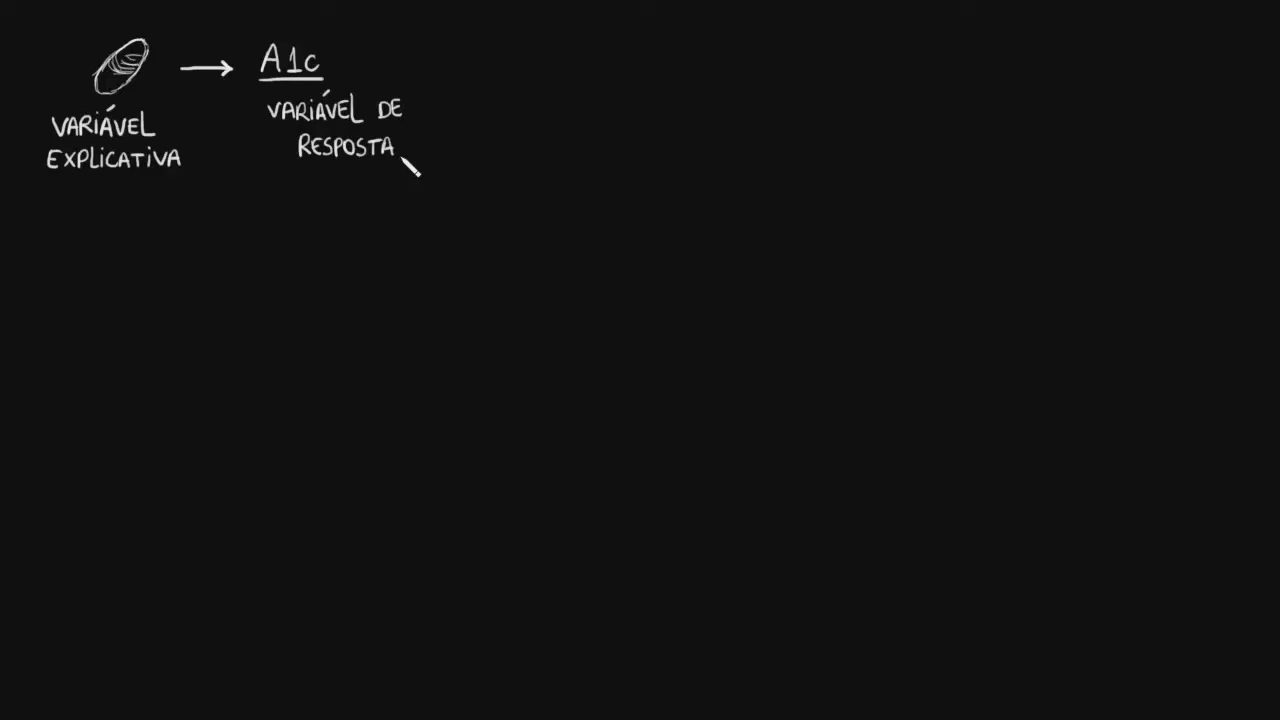 A1c
VARIÁVEL
EXPLICATIVA
VARIÁVEL DE
RESPOSTA